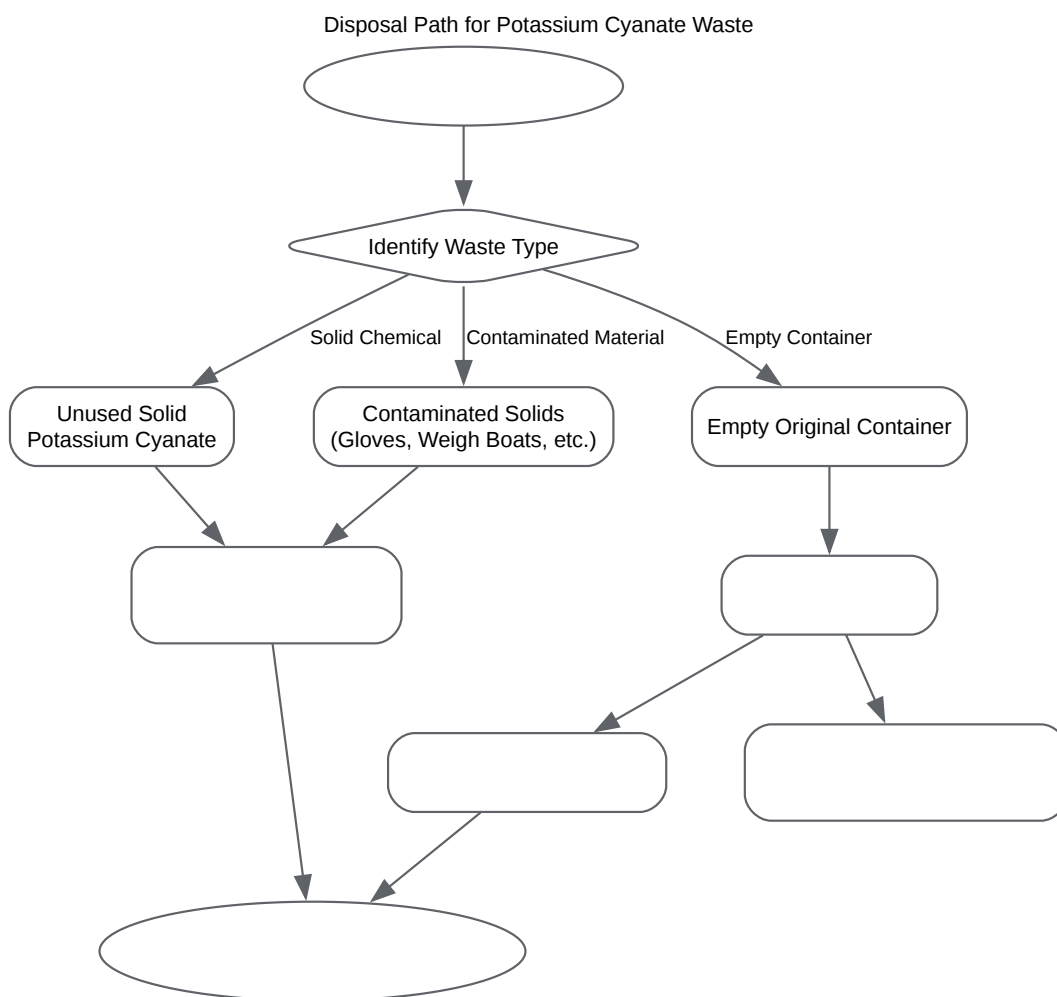 Disposal Path for Potassium Cyanate Waste
Identify Waste Type
Solid Chemical
Contaminated Material
Empty Container
Unused Solid
Potassium Cyanate
Contaminated Solids
(Gloves, Weigh Boats, etc.)
Empty Original Container